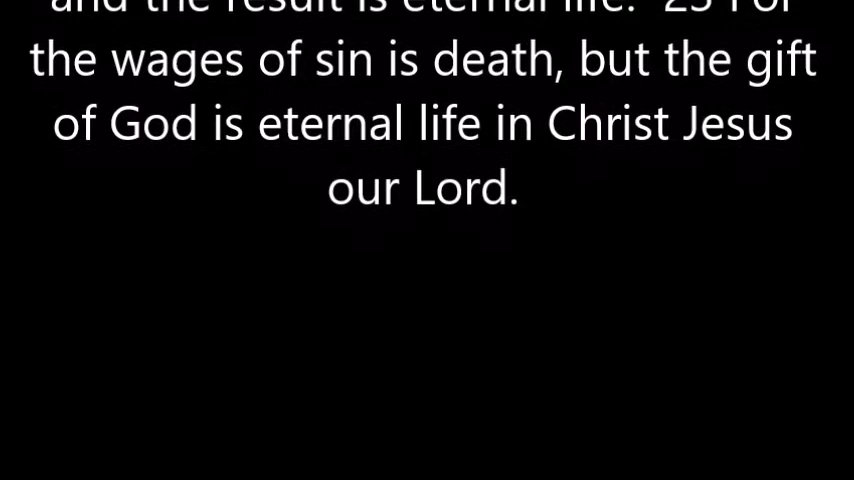 and the result is eternal life. 23 For
the wages of sin is death, but the gift
of God is eternal life in Christ Jesus
our Lord.